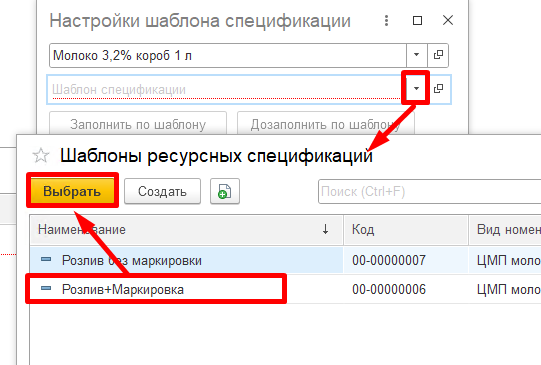 Настройки шаблона спецификации
Молоко 3,2% короб 1 л
Шаблон спецификации
Заполнить по шаблону Дозаполнить по шаблону
Шаблоны ресурсных спецификаций
Выбрать Создать Поиск (Ctrl+F)
Наименование ↓ Код Вид номен
Розлив без маркировки 00-00000007 ЦМП моло
Розлив+Маркировка 00-00000006 ЦМП моло